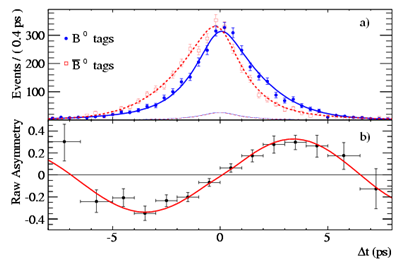 Events / ( 0.4 ps )
300
200
100
B⁰ tags
B̅⁰ tags
a)
Raw Asymmetry
0.4
0.2
0
-0.2
-0.4
b)
-5
0
5
Δt (ps)